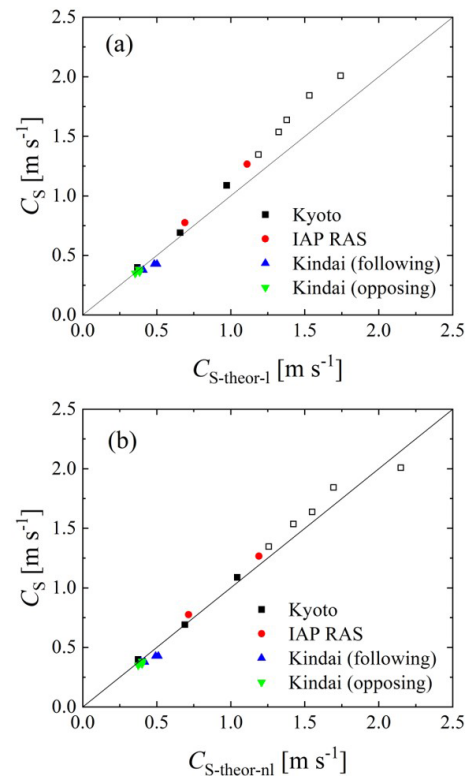 (a)
2.5
2.0
1.5
1.0
0.5
0.0
C_S [m s⁻¹]
Kyoto
IAP RAS
Kindai (following)
Kindai (opposing)
0.0 0.5 1.0 1.5 2.0 2.5
C_S-theor-l [m s⁻¹]
(b)
2.5
2.0
1.5
1.0
0.5
0.0
C_S [m s⁻¹]
Kyoto
IAP RAS
Kindai (following)
Kindai (opposing)
0.0 0.5 1.0 1.5 2.0 2.5
C_S-theor-nl [m s⁻¹]